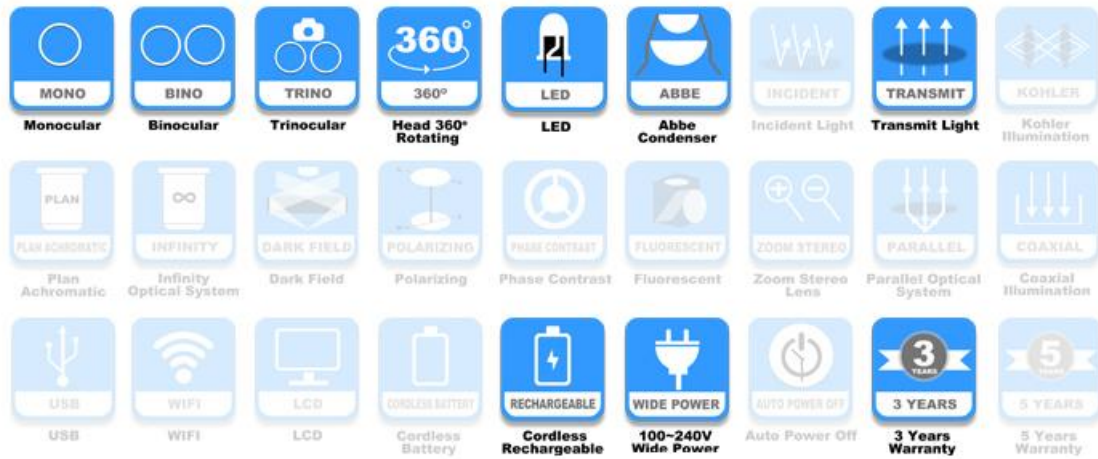 360°
MONO
BINO
TRINO
360°
LED
ABBE
INCIDENT
TRANSMIT
KOHLER
Monocular
Binocular
Trinocular
Head 360°
Rotating
LED
Abbe
Condenser
Incident Light
Transmit Light
Kohler
Illumination
PLAN
∞
PLAN ACHROMATIC
INFINITY
DARK FIELD
POLARIZING
PHASE CONTRAST
FLUORESCENT
ZOOM STEREO
PARALLEL
COAXIAL
Plan
Achromatic
Infinity
Optical System
Dark Field
Polarizing
Phase Contrast
Fluorescent
Zoom Stereo
Lens
Parallel Optical
System
Coaxial
Illumination
3
YEARS
5
YEARS
USB
WIFI
LCD
CORDLESS BATTERY
RECHARGEABLE
WIDE POWER
AUTO POWER OFF
3 YEARS
5 YEARS
USB
WIFI
LCD
Cordless
Battery
Cordless
Rechargeable
100~240V
Wide Power
Auto Power Off
3 Years
Warranty
5 Years
Warranty